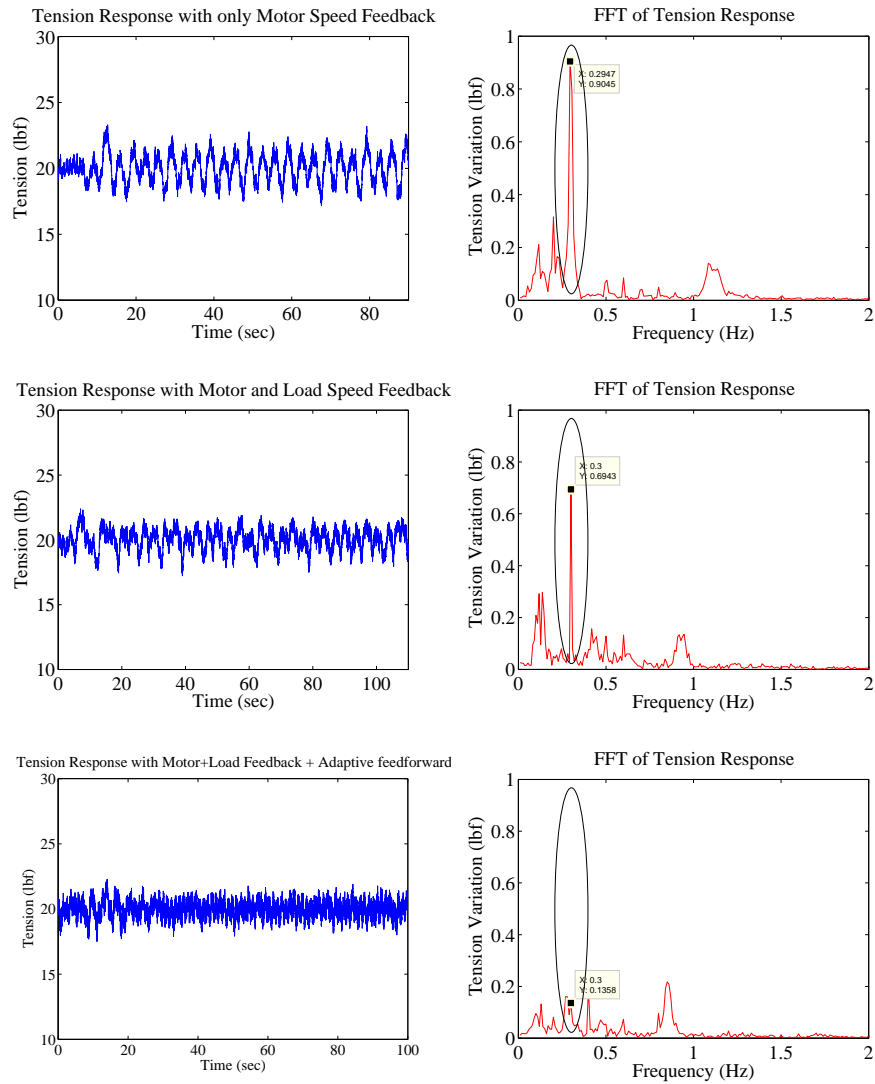 Tension Response with only Motor Speed Feedback
30
25
20
15
10
0
20
40
60
80
Time (sec)
Tension (lbf)
FFT of Tension Response
1
0.8
0.6
0.4
0.2
0
0
0.5
1
1.5
2
Frequency (Hz)
Tension Variation (lbf)
X: 0.2947
Y: 0.9045
Tension Response with Motor and Load Speed Feedback
30
25
20
15
10
0
20
40
60
80
100
Time (sec)
Tension (lbf)
FFT of Tension Response
1
0.8
0.6
0.4
0.2
0
0
0.5
1
1.5
2
Frequency (Hz)
Tension Variation (lbf)
X: 0.3
Y: 0.6943
Tension Response with Motor+Load Feedback + Adaptive feedforward
30
25
20
15
10
0
20
40
60
80
100
Time (sec)
Tension (lbf)
FFT of Tension Response
1
0.8
0.6
0.4
0.2
0
0
0.5
1
1.5
2
Frequency (Hz)
Tension Variation (lbf)
X: 0.3
Y: 0.1358